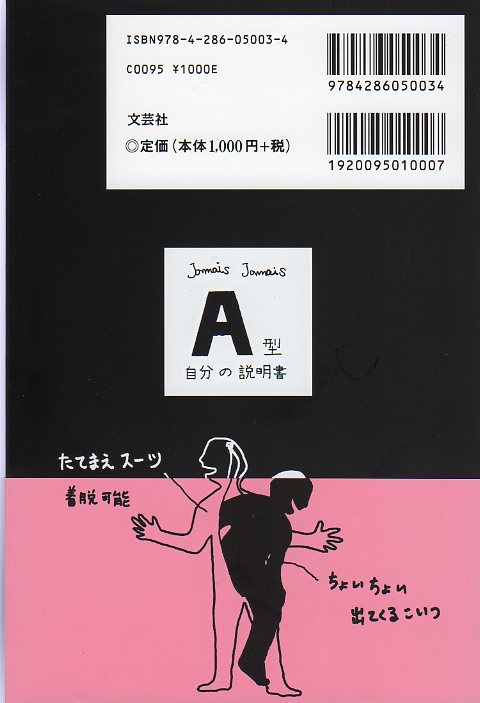 ISBN978-4-286-05003-4
C0095 ¥1000E
9784286050034
文芸社
◎定価(本体1,000円+税)
1920095010007
Jamais Jamais
A型
自分の説明書
たてまえスーツ
着脱可能
ちょいちょい
出てくるこいつ